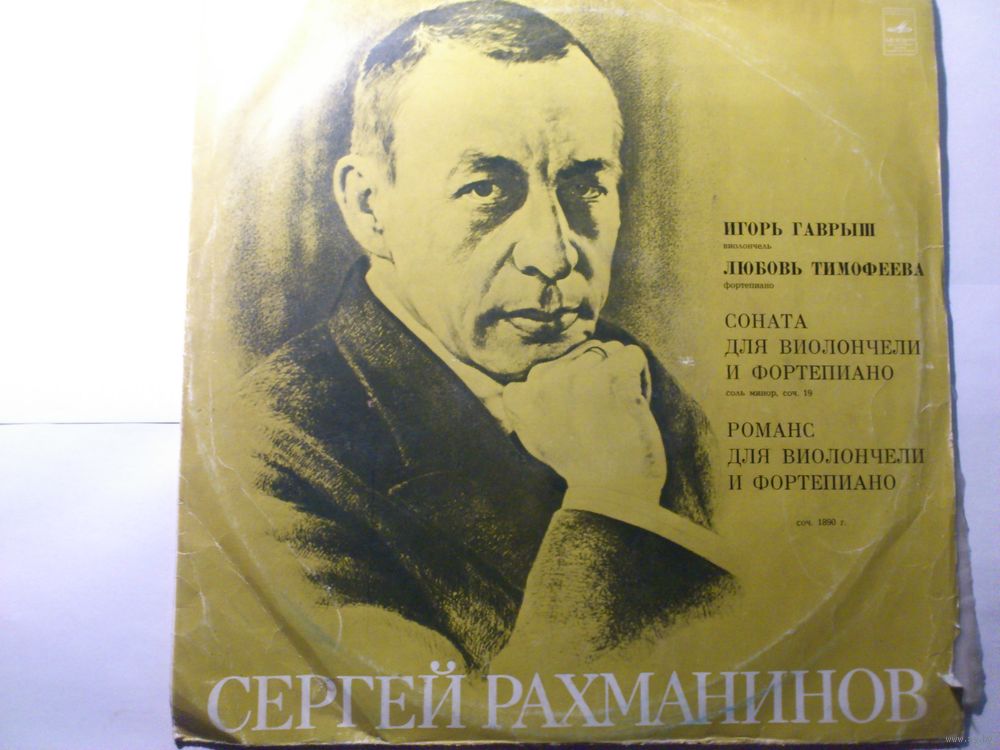 ИГОРЬ ГАВРЫШ
виолончель
ЛЮБОВЬ ТИМОФЕЕВА
фортепиано
СОНАТА
ДЛЯ ВИОЛОНЧЕЛИ
И ФОРТЕПИАНО
соль минор, соч. 19
РОМАНС
ДЛЯ ВИОЛОНЧЕЛИ
И ФОРТЕПИАНО
соч. 1890 г.
СЕРГЕЙ РАХМАНИНОВ